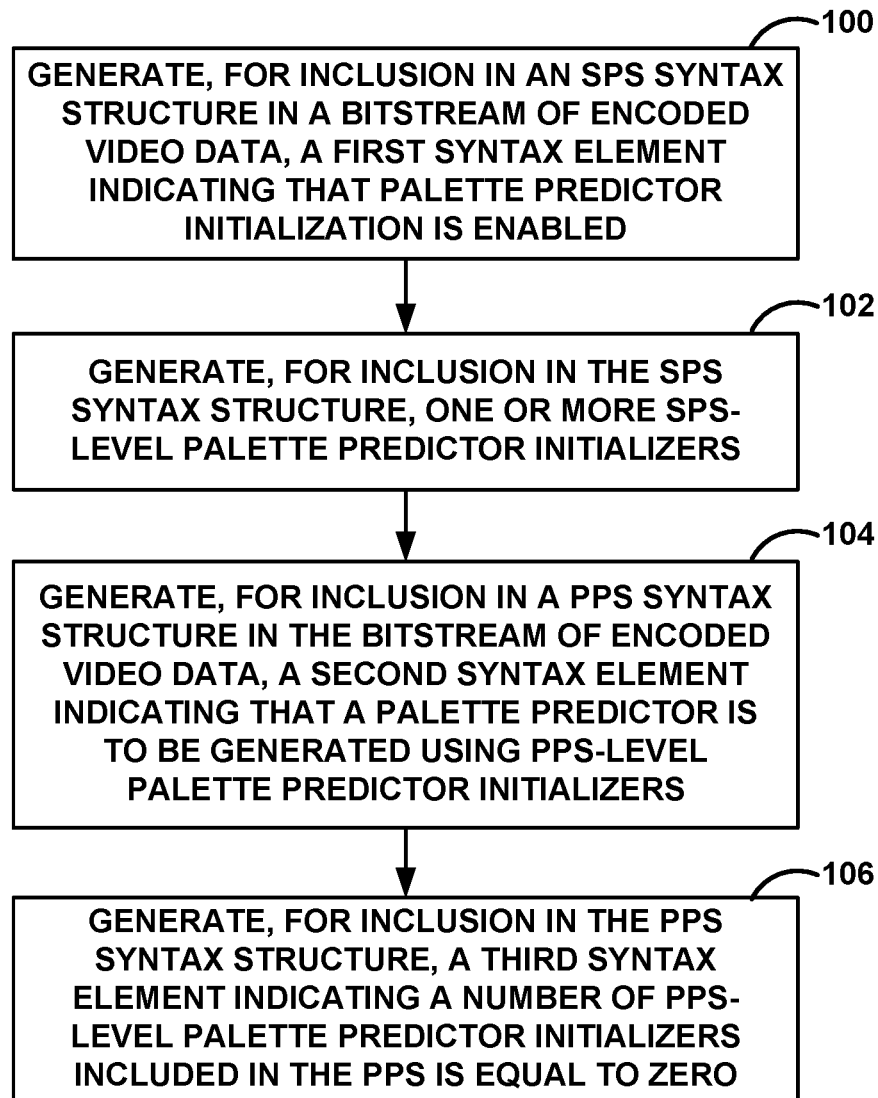 100
GENERATE, FOR INCLUSION IN AN SPS SYNTAX
STRUCTURE IN A BITSTREAM OF ENCODED
VIDEO DATA, A FIRST SYNTAX ELEMENT
INDICATING THAT PALETTE PREDICTOR
INITIALIZATION IS ENABLED
102
GENERATE, FOR INCLUSION IN THE SPS
SYNTAX STRUCTURE, ONE OR MORE SPS-
LEVEL PALETTE PREDICTOR INITIALIZERS
104
GENERATE, FOR INCLUSION IN A PPS SYNTAX
STRUCTURE IN THE BITSTREAM OF ENCODED
VIDEO DATA, A SECOND SYNTAX ELEMENT
INDICATING THAT A PALETTE PREDICTOR IS
TO BE GENERATED USING PPS-LEVEL
PALETTE PREDICTOR INITIALIZERS
106
GENERATE, FOR INCLUSION IN THE PPS
SYNTAX STRUCTURE, A THIRD SYNTAX
ELEMENT INDICATING A NUMBER OF PPS-
LEVEL PALETTE PREDICTOR INITIALIZERS
INCLUDED IN THE PPS IS EQUAL TO ZERO